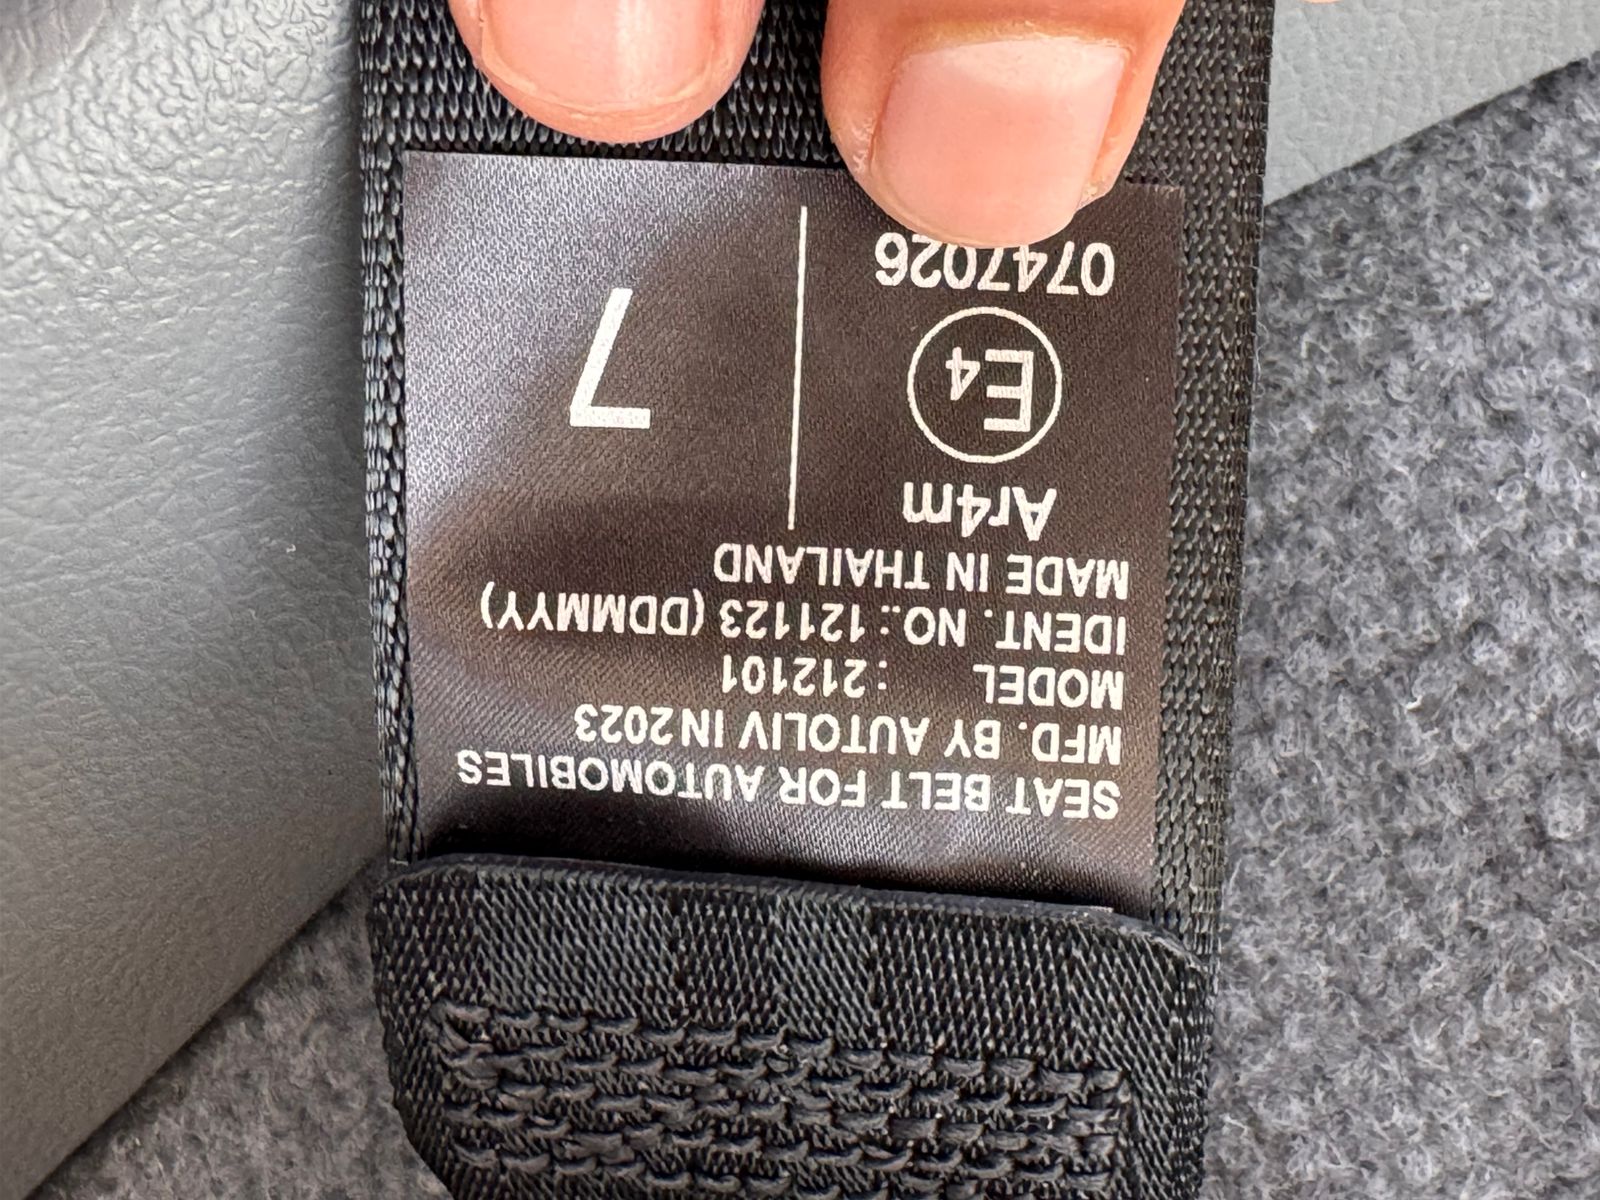 SEAT BELT FOR AUTOMOBILES
MFD. BY AUTOLIV IN 2023
MODEL : 212101
IDENT. NO.: 121123 (DDMMYY)
MADE IN THAILAND
Ar4m
E4
0747026
7